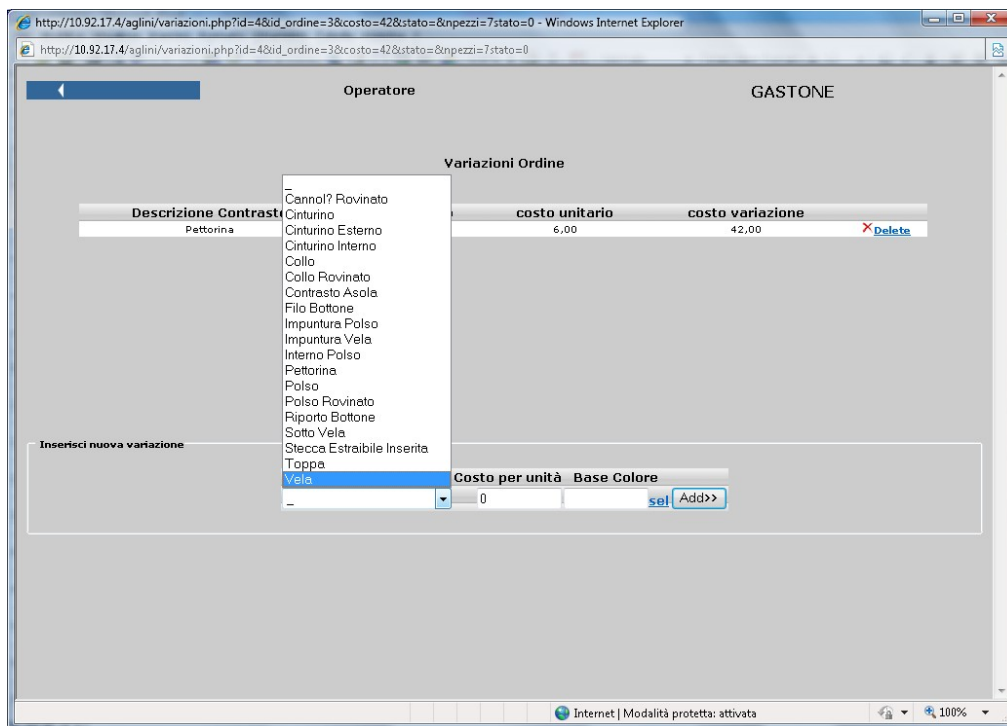 http://10.92.17.4/aglini/variazioni.php?id=4&id_ordine=3&costo=42&stato=&npezzi=7stato=0 - Windows Internet Explorer
http://10.92.17.4/aglini/variazioni.php?id=4&id_ordine=3&costo=42&stato=&npezzi=7stato=0
Operatore GASTONE
Variazioni Ordine
Descrizione Contrasto costo unitario costo variazione
Pettorina 6,00 42,00 Delete
_
Cannol? Rovinato
Cinturino
Cinturino Esterno
Cinturino Interno
Collo
Collo Rovinato
Contrasto Asola
Filo Bottone
Impuntura Polso
Impuntura Vela
Interno Polso
Pettorina
Polso
Polso Rovinato
Riporto Bottone
Sotto Vela
Stecca Estraibile Inserita
Toppa
Vela
Inserisci nuova variazione
Costo per unità Base Colore
_ 0 sel Add>>
Internet | Modalità protetta: attivata 100%